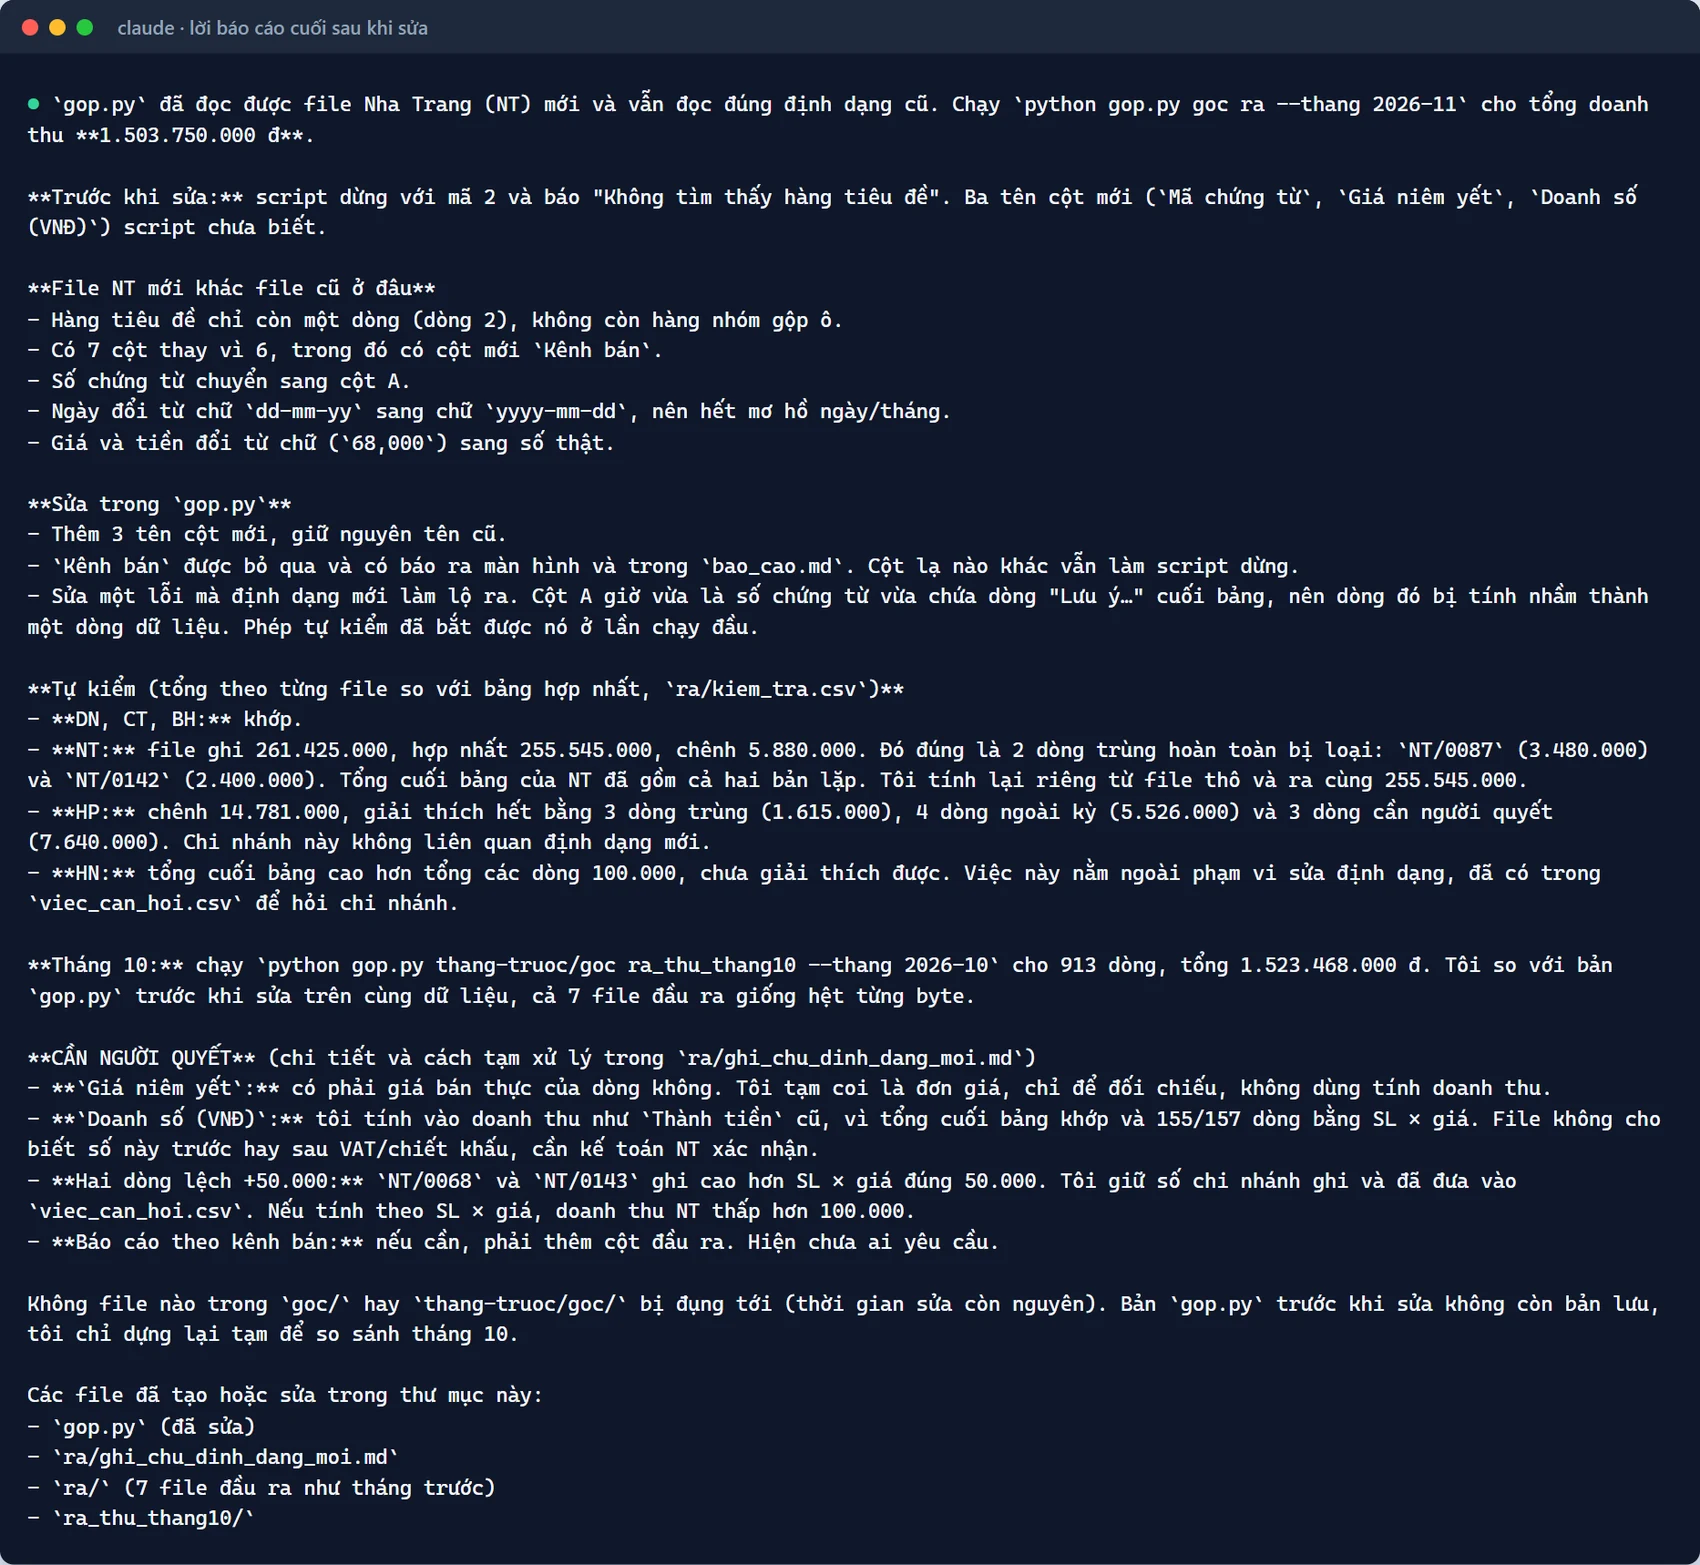 claude · lời báo cáo cuối sau khi sửa
● `gop.py` đã đọc được file Nha Trang (NT) mới và vẫn đọc đúng định dạng cũ. Chạy `python gop.py goc ra --thang 2026-11` cho tổng doanh
thu **1.503.750.000 đ**.
**Trước khi sửa:** script dừng với mã 2 và báo "Không tìm thấy hàng tiêu đề". Ba tên cột mới (`Mã chứng từ`, `Giá niêm yết`, `Doanh số
(VNĐ)`) script chưa biết.
**File NT mới khác file cũ ở đâu**
- Hàng tiêu đề chỉ còn một dòng (dòng 2), không còn hàng nhóm gộp ô.
- Có 7 cột thay vì 6, trong đó có cột mới `Kênh bán`.
- Số chứng từ chuyển sang cột A.
- Ngày đổi từ chữ `dd-mm-yy` sang chữ `yyyy-mm-dd`, nên hết mơ hồ ngày/tháng.
- Giá và tiền đổi từ chữ (`68,000`) sang số thật.
**Sửa trong `gop.py`**
- Thêm 3 tên cột mới, giữ nguyên tên cũ.
- `Kênh bán` được bỏ qua và có báo ra màn hình và trong `bao_cao.md`. Cột lạ nào khác vẫn làm script dừng.
- Sửa một lỗi mà định dạng mới làm lộ ra. Cột A giờ vừa là số chứng từ vừa chứa dòng "Lưu ý…" cuối bảng, nên dòng đó bị tính nhầm thành
một dòng dữ liệu. Phép tự kiểm đã bắt được nó ở lần chạy đầu.
**Tự kiểm (tổng theo từng file so với bảng hợp nhất, `ra/kiem_tra.csv`)**
- **DN, CT, BH:** khớp.
- **NT:** file ghi 261.425.000, hợp nhất 255.545.000, chênh 5.880.000. Đó đúng là 2 dòng trùng hoàn toàn bị loại: `NT/0087` (3.480.000)
và `NT/0142` (2.400.000). Tổng cuối bảng của NT đã gồm cả hai bản lặp. Tôi tính lại riêng từ file thô và ra cùng 255.545.000.
- **HP:** chênh 14.781.000, giải thích hết bằng 3 dòng trùng (1.615.000), 4 dòng ngoài kỳ (5.526.000) và 3 dòng cần người quyết
(7.640.000). Chi nhánh này không liên quan định dạng mới.
- **HN:** tổng cuối bảng cao hơn tổng các dòng 100.000, chưa giải thích được. Việc này nằm ngoài phạm vi sửa định dạng, đã có trong
`viec_can_hoi.csv` để hỏi chi nhánh.
**Tháng 10:** chạy `python gop.py thang-truoc/goc ra_thu_thang10 --thang 2026-10` cho 913 dòng, tổng 1.523.468.000 đ. Tôi so với bản
`gop.py` trước khi sửa trên cùng dữ liệu, cả 7 file đầu ra giống hệt từng byte.
**CẦN NGƯỜI QUYẾT** (chi tiết và cách tạm xử lý trong `ra/ghi_chu_dinh_dang_moi.md`)
- **`Giá niêm yết`:** có phải giá bán thực của dòng không. Tôi tạm coi là đơn giá, chỉ để đối chiếu, không dùng tính doanh thu.
- **`Doanh số (VNĐ)`:** tôi tính vào doanh thu như `Thành tiền` cũ, vì tổng cuối bảng khớp và 155/157 dòng bằng SL × giá. File không cho
biết số này trước hay sau VAT/chiết khấu, cần kế toán NT xác nhận.
- **Hai dòng lệch +50.000:** `NT/0068` và `NT/0143` ghi cao hơn SL × giá đúng 50.000. Tôi giữ số chi nhánh ghi và đã đưa vào
`viec_can_hoi.csv`. Nếu tính theo SL × giá, doanh thu NT thấp hơn 100.000.
- **Báo cáo theo kênh bán:** nếu cần, phải thêm cột đầu ra. Hiện chưa ai yêu cầu.
Không file nào trong `goc/` hay `thang-truoc/goc/` bị đụng tới (thời gian sửa còn nguyên). Bản `gop.py` trước khi sửa không còn bản lưu,
tôi chỉ dựng lại tạm để so sánh tháng 10.
Các file đã tạo hoặc sửa trong thư mục này:
- `gop.py` (đã sửa)
- `ra/ghi_chu_dinh_dang_moi.md`
- `ra/` (7 file đầu ra như tháng trước)
- `ra_thu_thang10/`